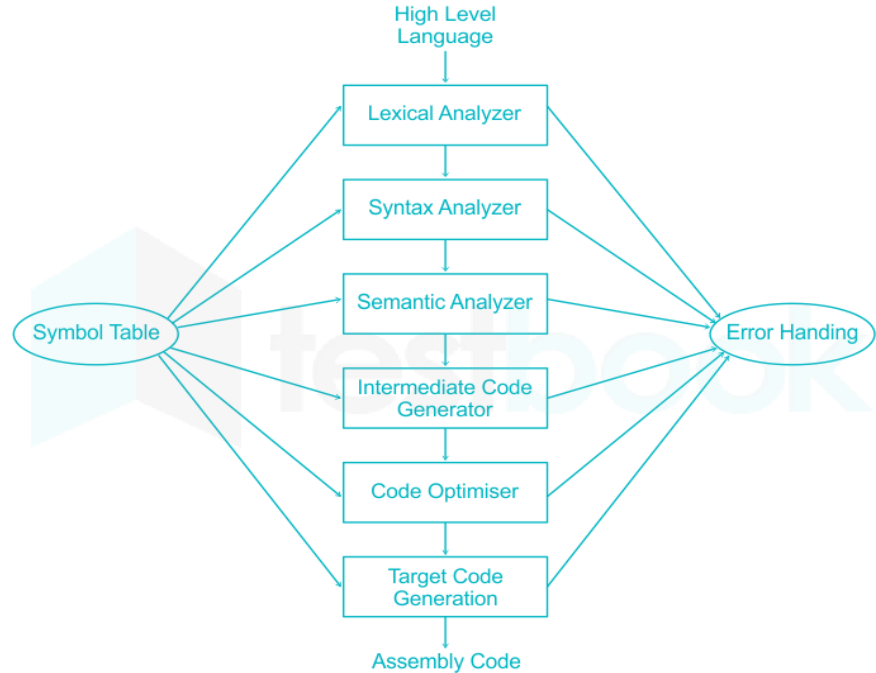 High Level
Language
Lexical Analyzer
Syntax Analyzer
Semantic Analyzer
Symbol Table
Error Handing
testbook
Intermediate Code
Generator
Code Optimiser
Target Code
Generation
Assembly Code